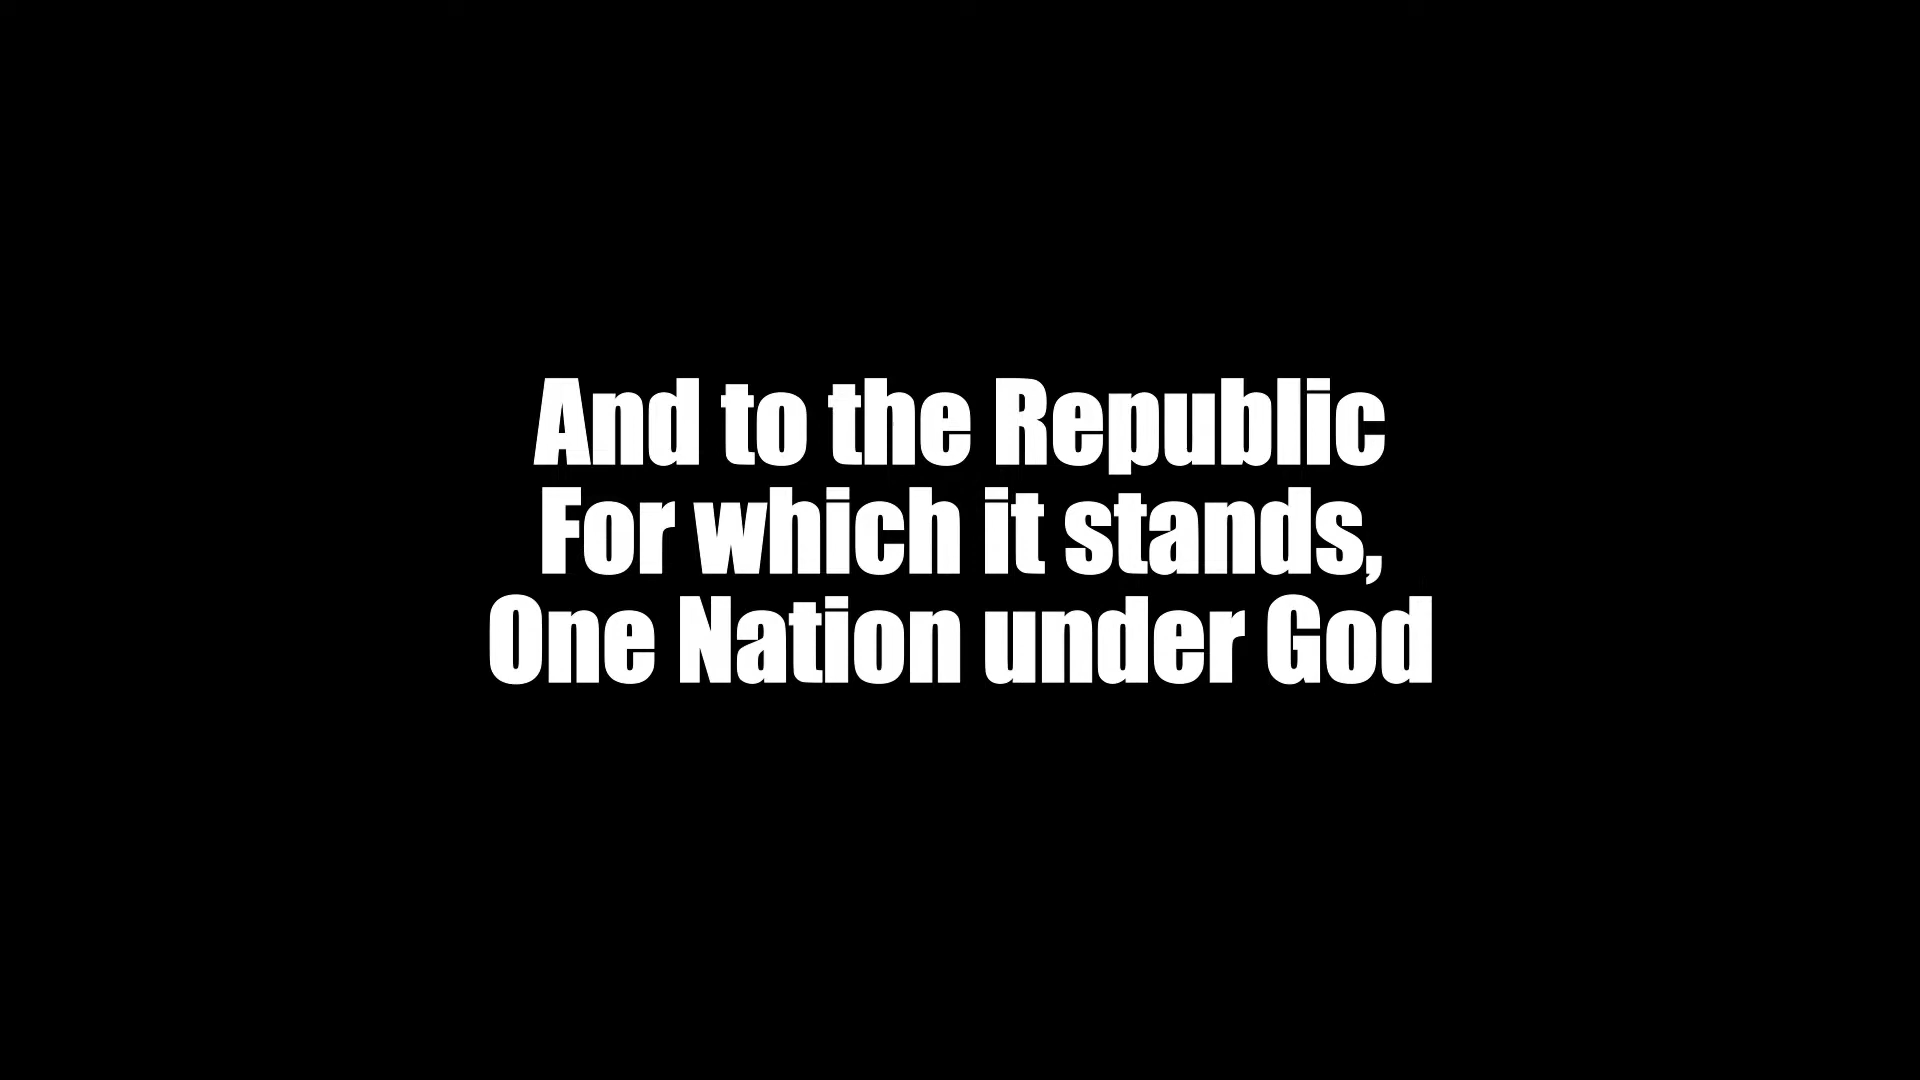 And to the Republic
For which it stands,
One Nation under God